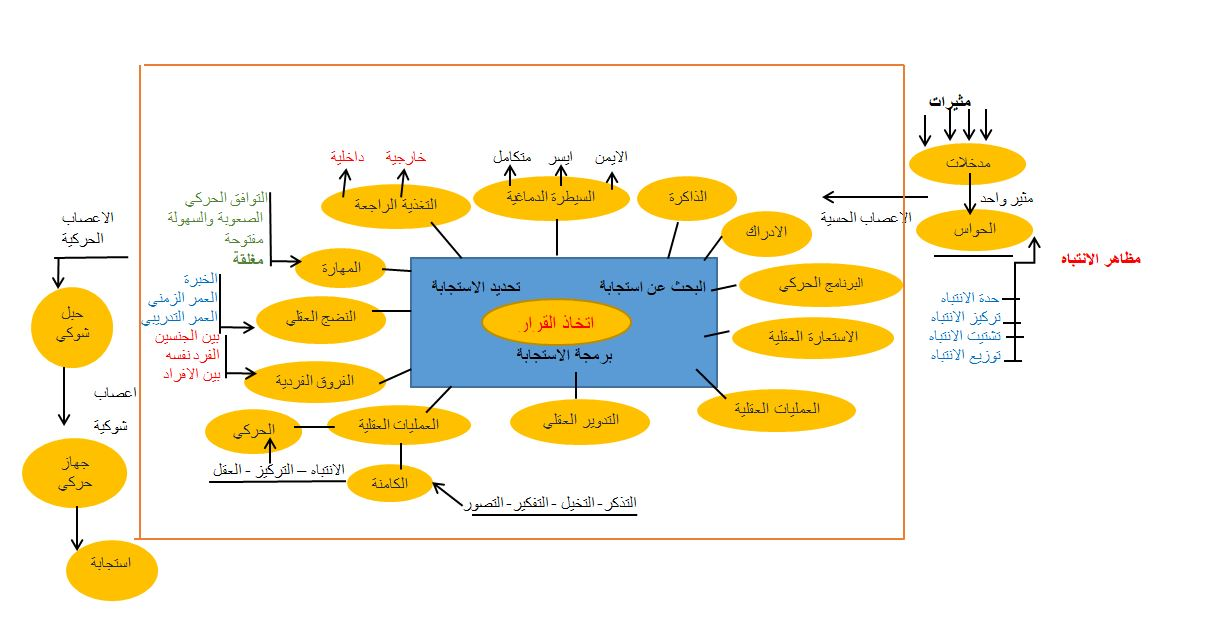 مثيرات
مدخلات
مثير واحد
الحواس
الاعصاب الحسية
مظاهر الانتباه
حدة الانتباه
تركيز الانتباه
تشتيت الانتباه
توزيع الانتباه
الايمن
ايسر
متكامل
خارجية
داخلية
الذاكرة
السيطرة الدماغية
التغذية الراجعة
الادراك
البرنامج الحركي
الاستعارة العقلية
العمليات العقلية
البحث عن استجابة
تحديد الاستجابة
اتخاذ القرار
برمجة الاستجابة
التوافق الحركي
الصعوبة والسهولة
مفتوحة
مغلقة
المهارة
الخبرة
العمر الزمني
العمر التدريبي
النضج العقلي
بين الجنسين
الفرد نفسه
بين الافراد
الفروق الفردية
التدوير العقلي
العمليات العقلية
الحركي
الانتباه – التركيز - العقل
الكامنة
التذكر- التخيل - التفكير- التصور
الاعصاب
الحركية
حبل
شوكي
اعصاب
شوكية
جهاز
حركي
استجابة